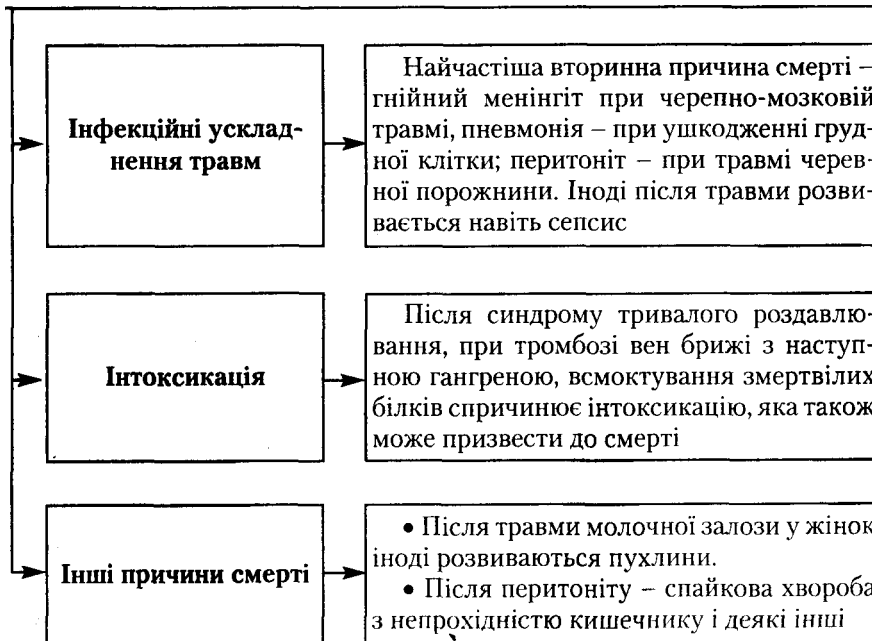 Інфекційні усклад-
нення травм
Найчастіша вторинна причина смерті –
гнійний менінгіт при черепно-мозковій
травмі, пневмонія – при ушкодженні груд-
ної клітки; перитоніт – при травмі черев-
ної порожнини. Іноді після травми розви-
вається навіть сепсис
Інтоксикація
Після синдрому тривалого роздавлю-
вання, при тромбозі вен брижі з наступ-
ною гангреною, всмоктування змертвілих
білків спричинює інтоксикацію, яка також
може призвести до смерті
Інші причини смерті
• Після травми молочної залози у жінок
іноді розвиваються пухлини.
• Після перитоніту – спайкова хвороба
з непрохідністю кишечнику і деякі інші